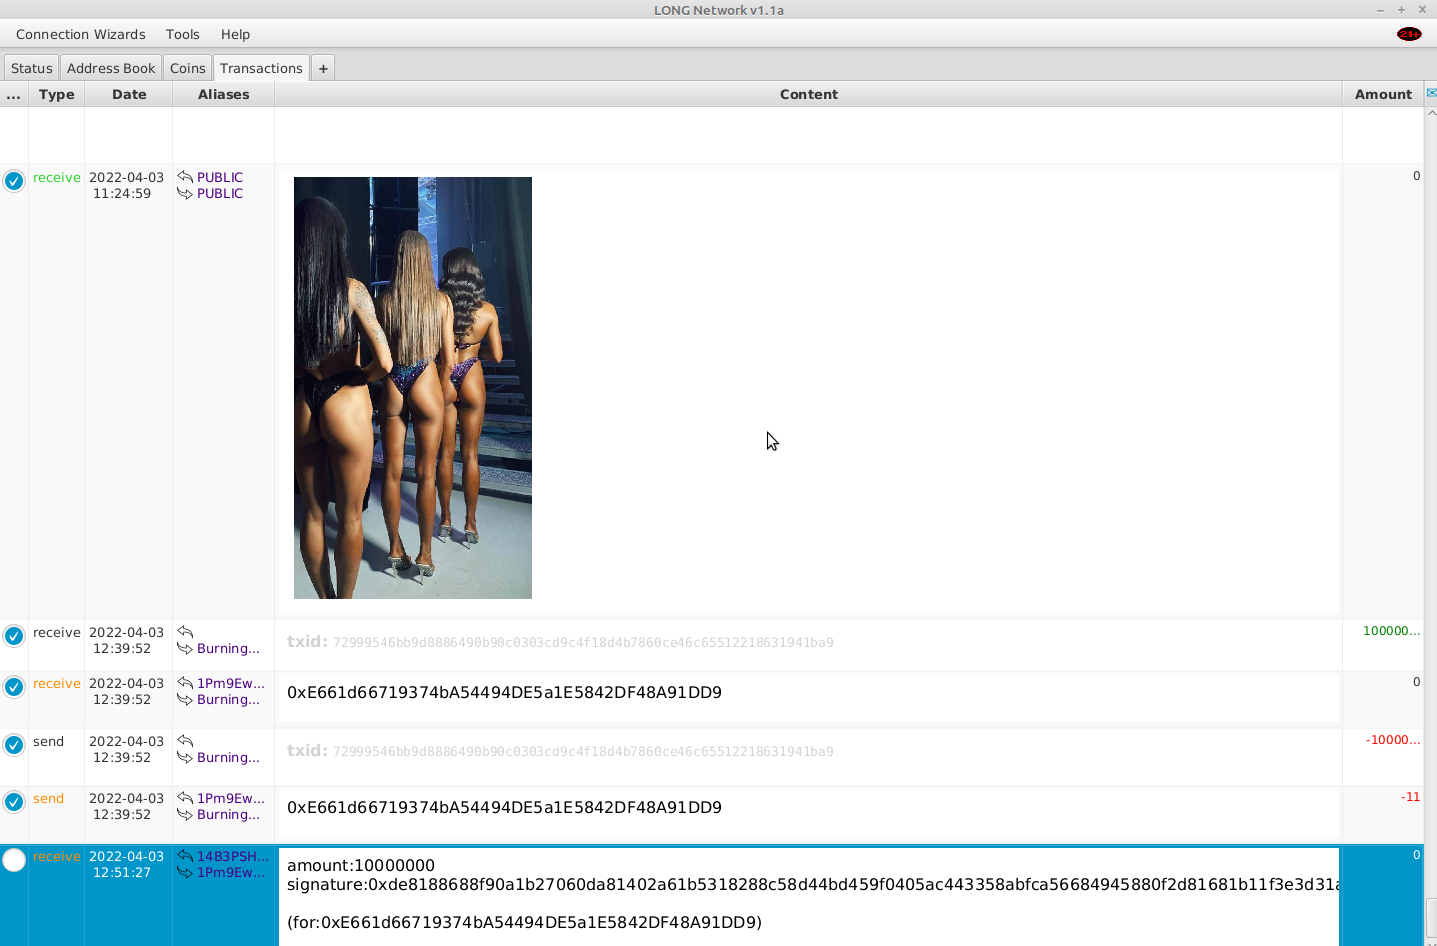 LONG Network v1.1a
Connection Wizards Tools Help 21+
Status Address Book Coins Transactions +
... Type Date Aliases Content Amount
receive 2022-04-03 PUBLIC 0
11:24:59 PUBLIC
receive 2022-04-03 txid: 72999546bb9d8886490b90c0303cd9c4f18d4b7860ce46c65512218631941ba9 100000...
12:39:52 Burning...
receive 2022-04-03 1Pm9Ew... 0xE661d66719374bA54494DE5a1E5842DF48A91DD9 0
12:39:52 Burning...
send 2022-04-03 txid: 72999546bb9d8886490b90c0303cd9c4f18d4b7860ce46c65512218631941ba9 -10000...
12:39:52 Burning...
send 2022-04-03 1Pm9Ew... 0xE661d66719374bA54494DE5a1E5842DF48A91DD9 -11
12:39:52 Burning...
receive 2022-04-03 14B3PSH... amount:10000000 0
12:51:27 1Pm9Ew... signature:0xde8188688f90a1b27060da81402a61b5318288c58d44bd459f0405ac443358abfca56684945880f2d81681b11f3e3d31a
(for:0xE661d66719374bA54494DE5a1E5842DF48A91DD9)